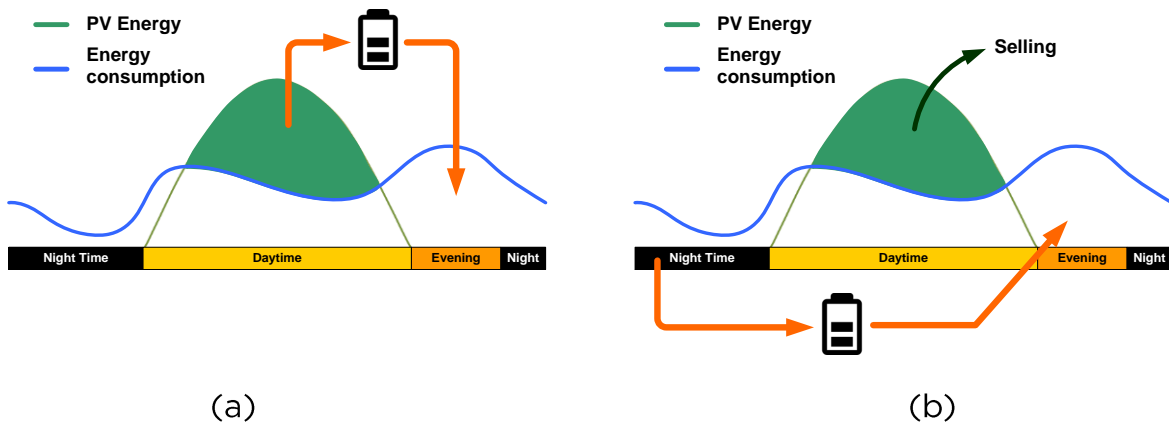 PV Energy
Energy
consumption
Night Time
Daytime
Evening
Night
(a)
PV Energy
Energy
consumption
Selling
Night Time
Daytime
Evening
Night
(b)